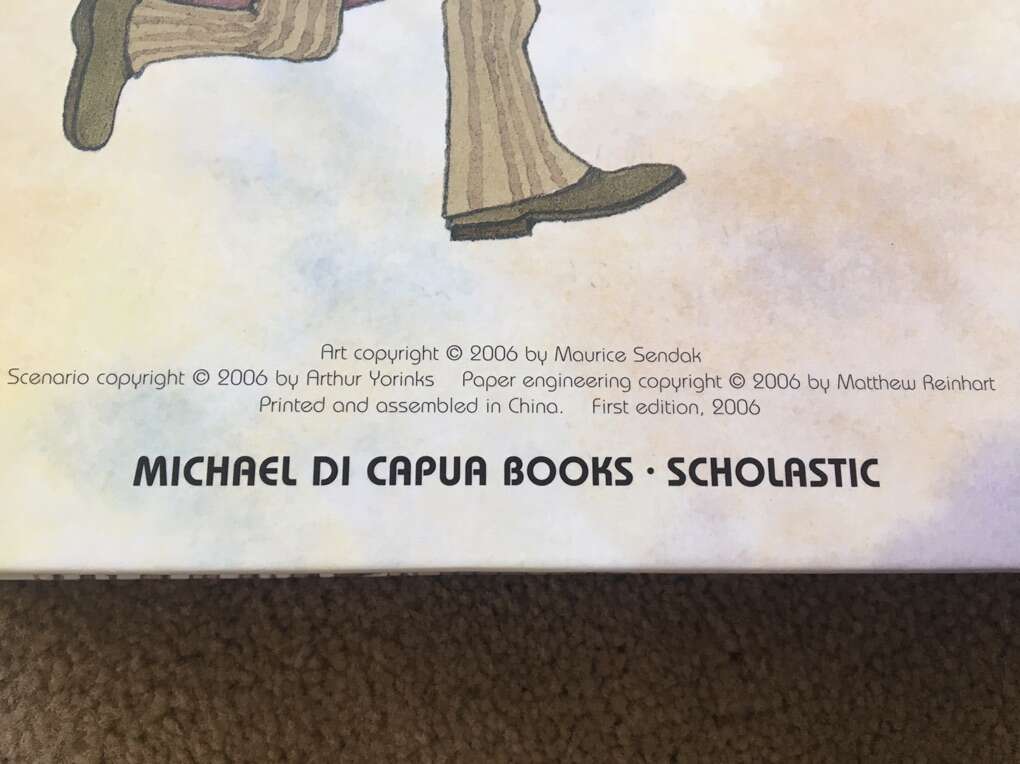 Art copyright © 2006 by Maurice Sendak
Scenario copyright © 2006 by Arthur Yorinks    Paper engineering copyright © 2006 by Matthew Reinhart
Printed and assembled in China.    First edition, 2006
MICHAEL DI CAPUA BOOKS • SCHOLASTIC